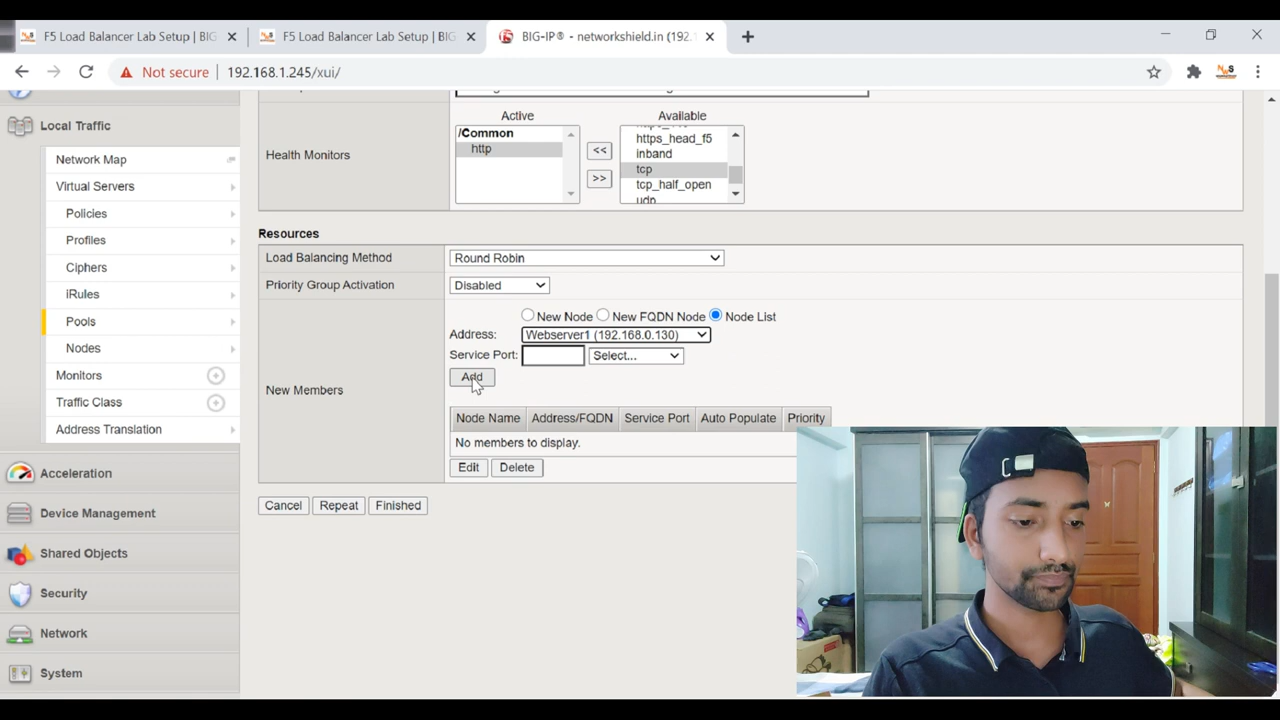 F5 Load Balancer Lab Setup | BIG
F5 Load Balancer Lab Setup | BIG
BIG-IP® - networkshield.in (192.1
Not secure
192.168.1.245/xui/
Local Traffic
Network Map
Virtual Servers
Policies
Profiles
Ciphers
iRules
Pools
Nodes
Monitors
Traffic Class
Address Translation
Acceleration
Device Management
Shared Objects
Security
Network
System
Active
Available
Health Monitors
/Common
http
<<
>>
https_head_f5
inband
tcp
tcp_half_open
udp
Resources
Load Balancing Method
Round Robin
Priority Group Activation
Disabled
New Members
New Node
New FQDN Node
Node List
Address:
Webserver1 (192.168.0.130)
Service Port:
Select...
Add
Node Name
Address/FQDN
Service Port
Auto Populate
Priority
No members to display.
Edit
Delete
Cancel
Repeat
Finished